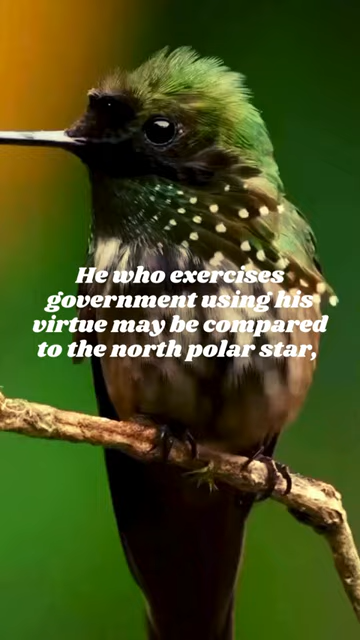 He who exercises
government using his
virtue may be compared
to the north polar star,